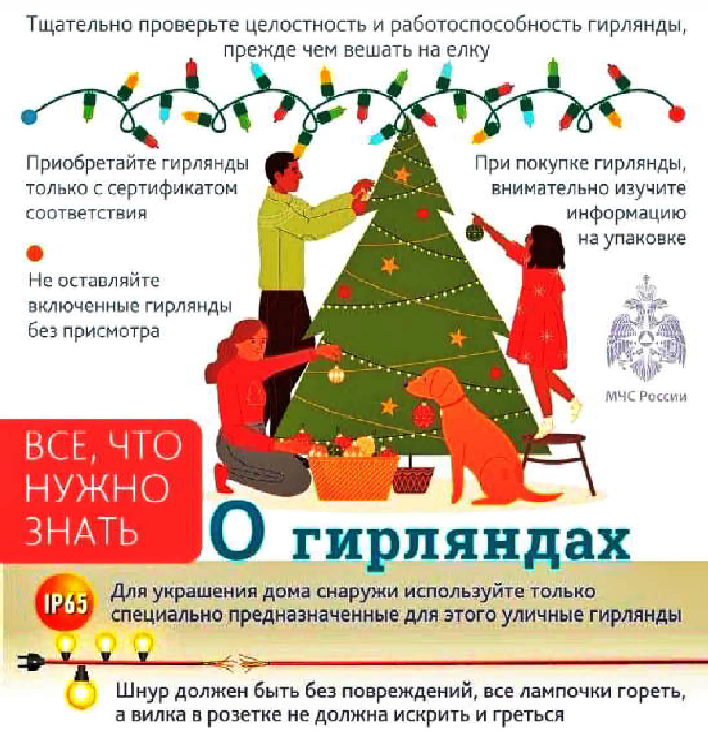 Тщательно проверьте целостность и работоспособность гирлянды,
прежде чем вешать на елку
Приобретайте гирлянды
только с сертификатом
соответствия
При покупке гирлянды,
внимательно изучите
информацию
на упаковке
Не оставляйте
включенные гирлянды
без присмотра
МЧС России
ВСЕ, ЧТО
НУЖНО
ЗНАТЬ
О гирляндах
IP65
Для украшения дома снаружи используйте только
специально предназначенные для этого уличные гирлянды
Шнур должен быть без повреждений, все лампочки гореть,
а вилка в розетке не должна искрить и греться